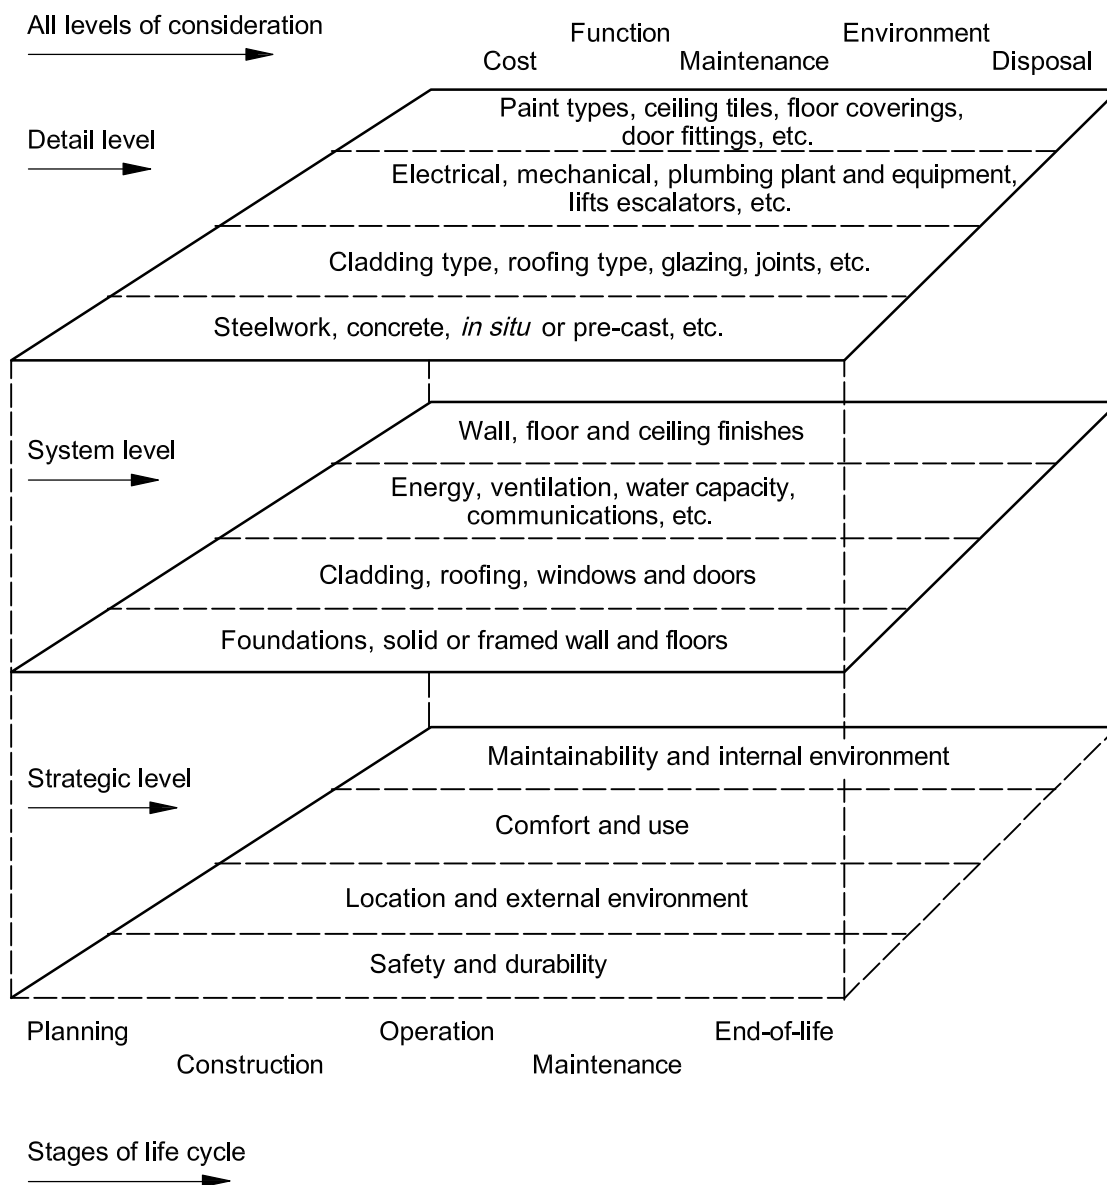 All levels of consideration
Function Environment
Cost Maintenance Disposal
Detail level
Paint types, ceiling tiles, floor coverings,
door fittings, etc.
Electrical, mechanical, plumbing plant and equipment,
lifts escalators, etc.
Cladding type, roofing type, glazing, joints, etc.
Steelwork, concrete, in situ or pre-cast, etc.
System level
Wall, floor and ceiling finishes
Energy, ventilation, water capacity,
communications, etc.
Cladding, roofing, windows and doors
Foundations, solid or framed wall and floors
Strategic level
Maintainability and internal environment
Comfort and use
Location and external environment
Safety and durability
Planning Operation End-of-life
Construction Maintenance
Stages of life cycle